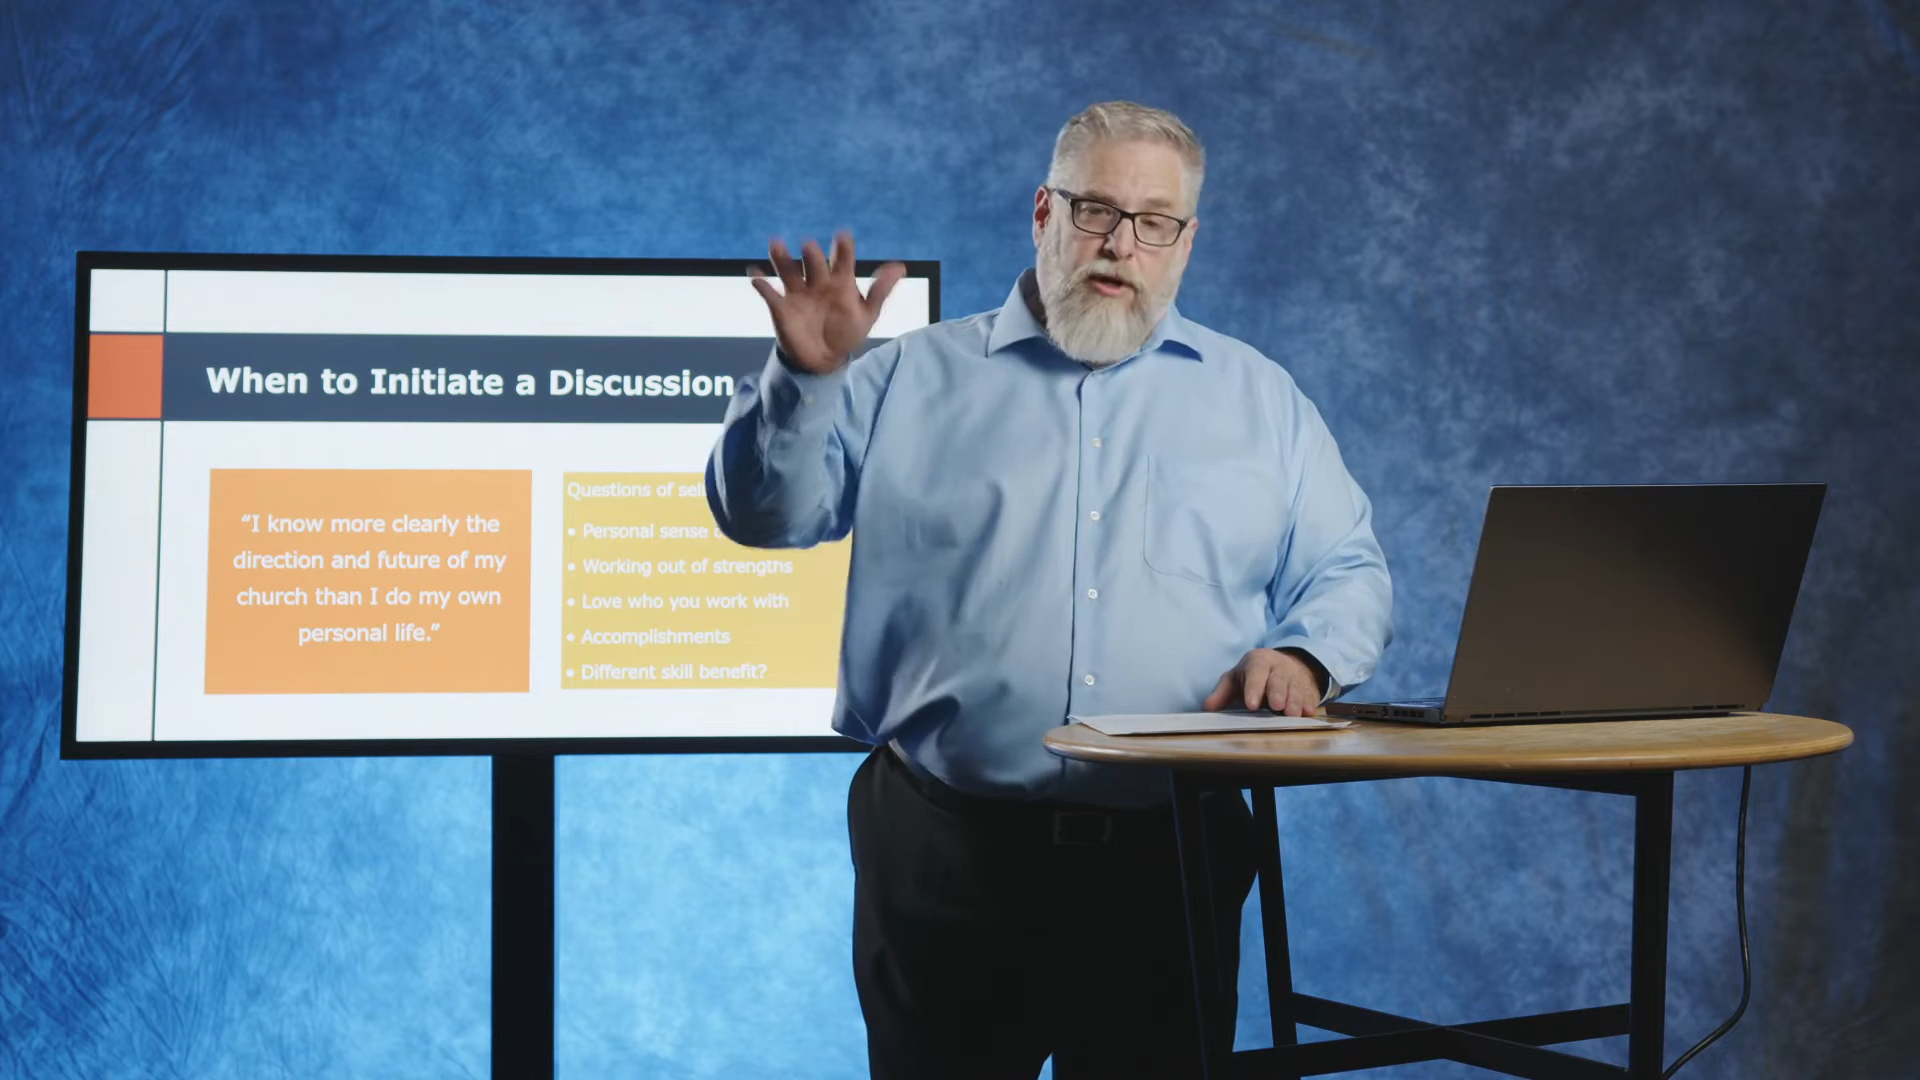 When to Initiate a Discussion
“I know more clearly the
direction and future of my
church than I do my own
personal life.”
Questions of
• Personal sense
• Working out of strengths
• Love who you work with
• Accomplishments
• Different skill benefit?